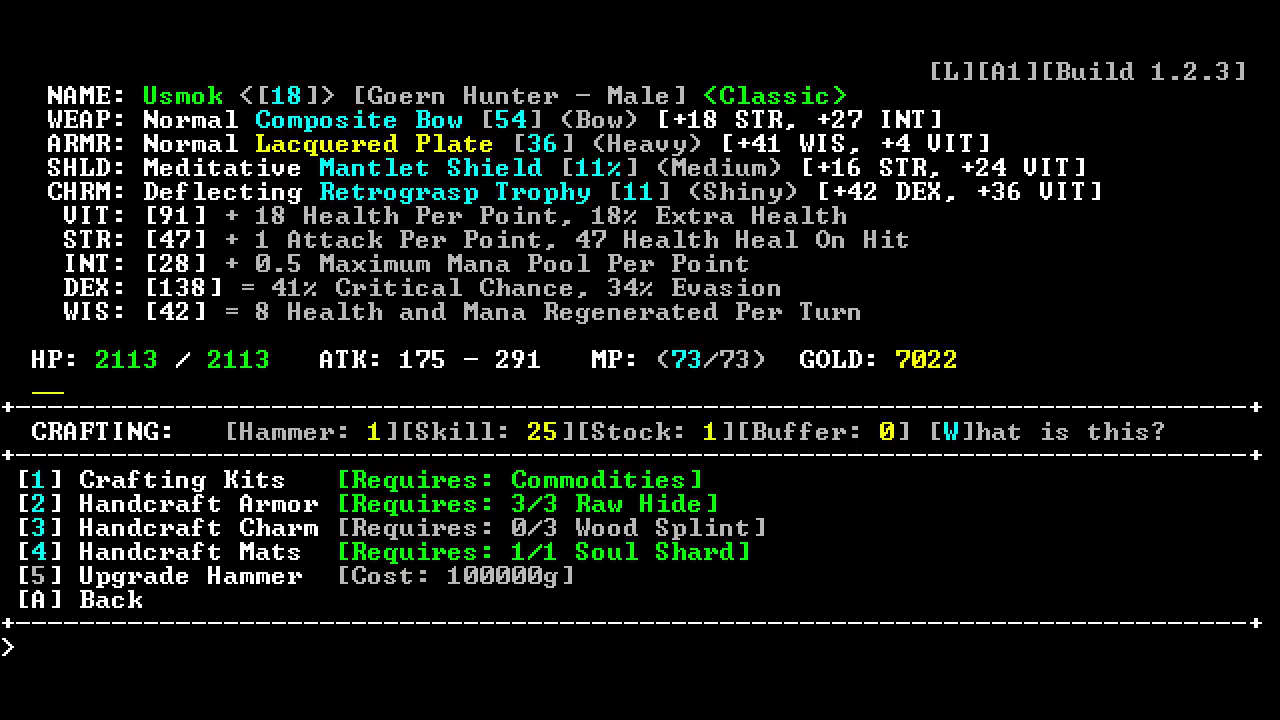 [L][A1][Build 1.2.3]
NAME: Usmok <[18]> [Goern Hunter - Male] <Classic>
WEAP: Normal Composite Bow [54] (Bow) [+18 STR, +27 INT]
ARMR: Normal Lacquered Plate [36] (Heavy) [+41 WIS, +4 VIT]
SHLD: Meditative Mantlet Shield [11%] (Medium) [+16 STR, +24 VIT]
CHRM: Deflecting Retrograsp Trophy [11] (Shiny) [+42 DEX, +36 VIT]
VIT: [91] + 18 Health Per Point, 18% Extra Health
STR: [47] + 1 Attack Per Point, 47 Health Heal On Hit
INT: [28] + 0.5 Maximum Mana Pool Per Point
DEX: [138] = 41% Critical Chance, 34% Evasion
WIS: [42] = 8 Health and Mana Regenerated Per Turn
HP: 2113 / 2113 ATK: 175 - 291 MP: (73/73) GOLD: 7022
CRAFTING: [Hammer: 1][Skill: 25][Stock: 1][Buffer: 0] [W]hat is this?
[1] Crafting Kits [Requires: Commodities]
[2] Handcraft Armor [Requires: 3/3 Raw Hide]
[3] Handcraft Charm [Requires: 0/3 Wood Splint]
[4] Handcraft Mats [Requires: 1/1 Soul Shard]
[5] Upgrade Hammer [Cost: 100000g]
[A] Back
>